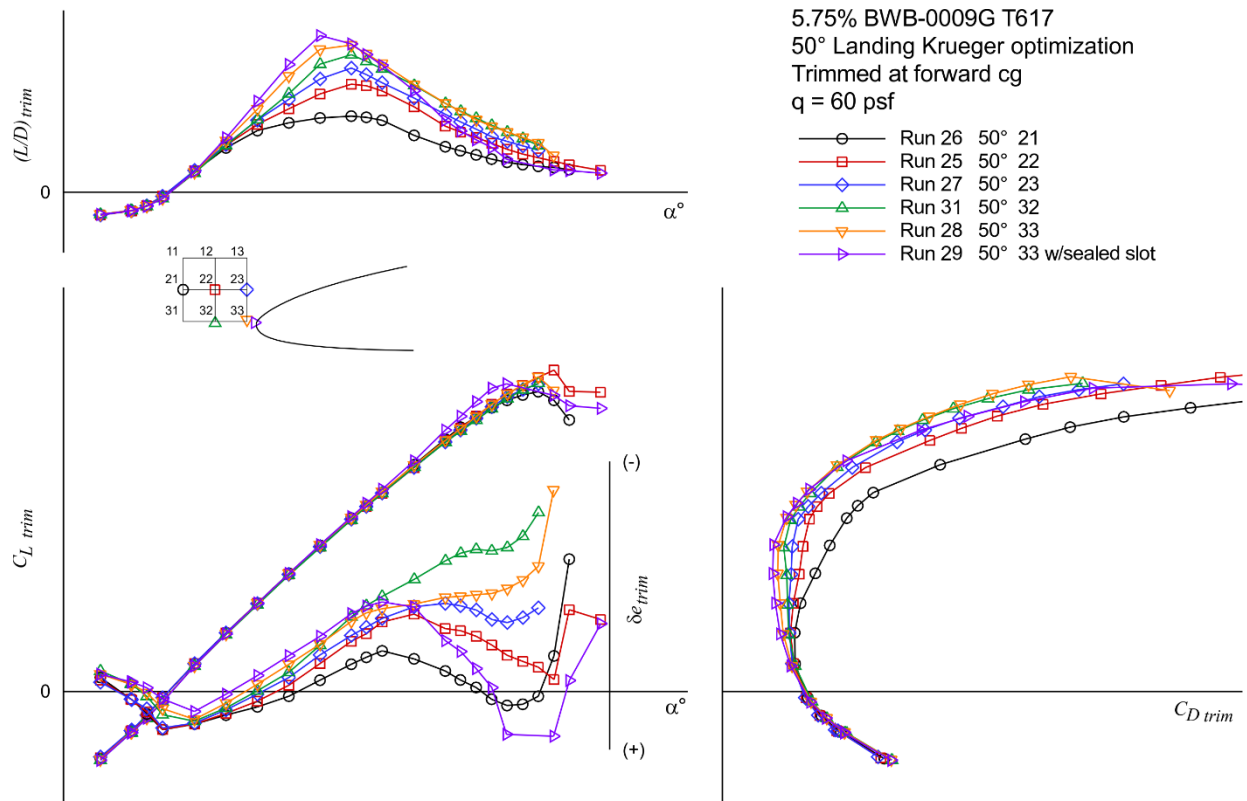 5.75% BWB-0009G T617
50° Landing Krueger optimization
Trimmed at forward cg
q = 60 psf
Run 26 50° 21
Run 25 50° 22
Run 27 50° 23
Run 31 50° 32
Run 28 50° 33
Run 29 50° 33 w/sealed slot
(L/D) trim
0
α°
11 12 13
21 22 23
31 32 33
C L trim
(-)
δe trim
0
α°
(+)
C D trim